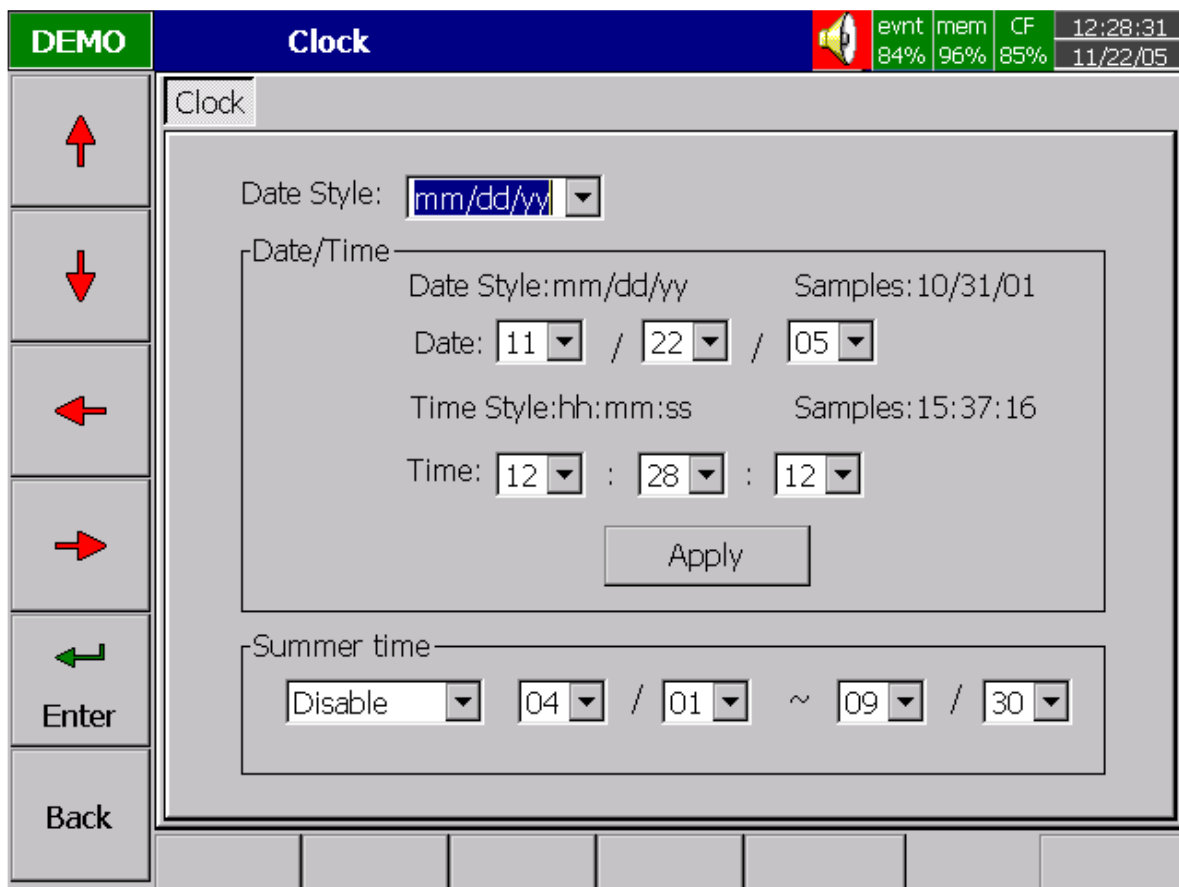 DEMO Clock evnt mem CF 12:28:31
84% 96% 85% 11/22/05
Clock
Date Style: mm/dd/yy
Date/Time
Date Style:mm/dd/yy Samples:10/31/01
Date: 11 / 22 / 05
Time Style:hh:mm:ss Samples:15:37:16
Time: 12 : 28 : 12
Apply
Summer time
Disable 04 / 01 ~ 09 / 30
Enter
Back